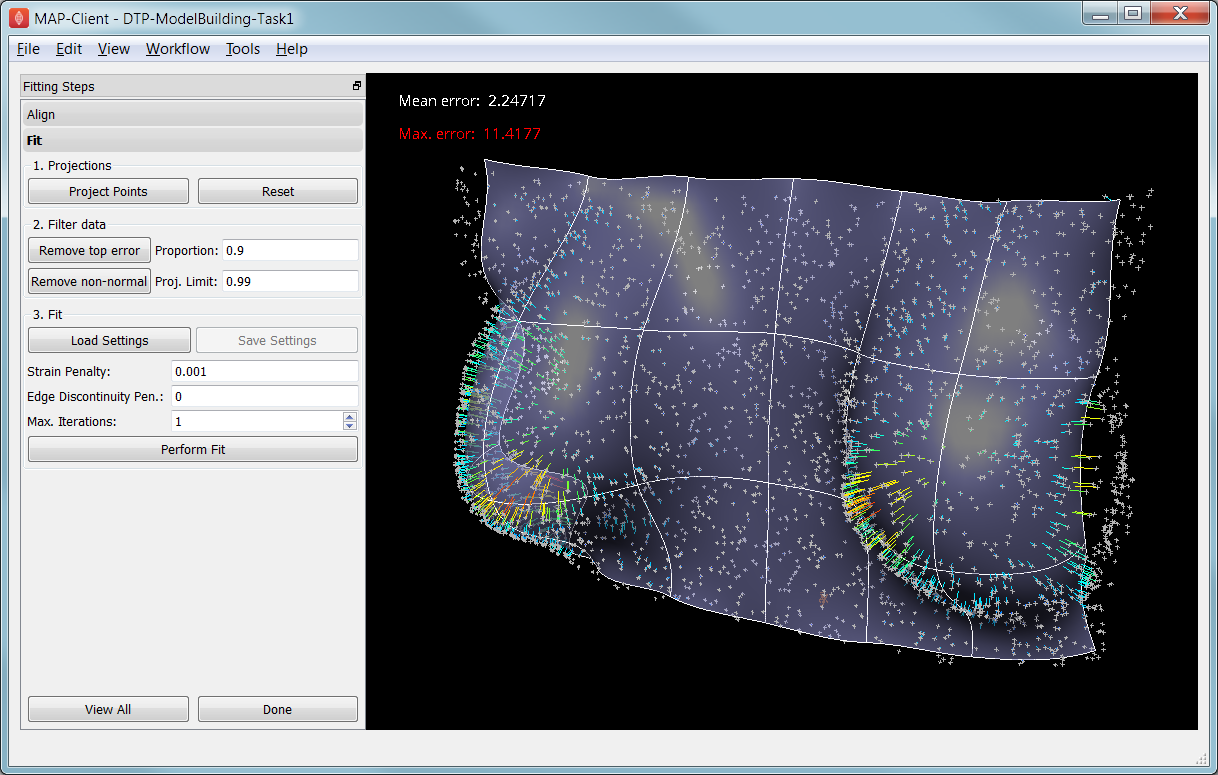 MAP-Client - DTP-ModelBuilding-Task1
File Edit View Workflow Tools Help
Fitting Steps
Align
Fit
1. Projections
Project Points Reset
2. Filter data
Remove top error Proportion: 0.9
Remove non-normal Proj. Limit: 0.99
3. Fit
Load Settings Save Settings
Strain Penalty: 0.001
Edge Discontinuity Pen.: 0
Max. Iterations: 1
Perform Fit
View All Done
Mean error: 2.24717
Max. error: 11.4177